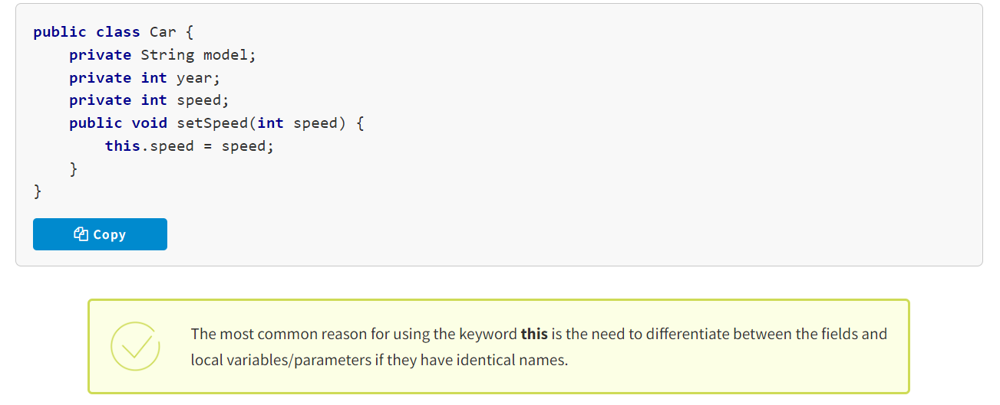 public class Car {
    private String model;
    private int year;
    private int speed;
    public void setSpeed(int speed) {
        this.speed = speed;
    }
}
Copy
The most common reason for using the keyword this is the need to differentiate between the fields and
local variables/parameters if they have identical names.